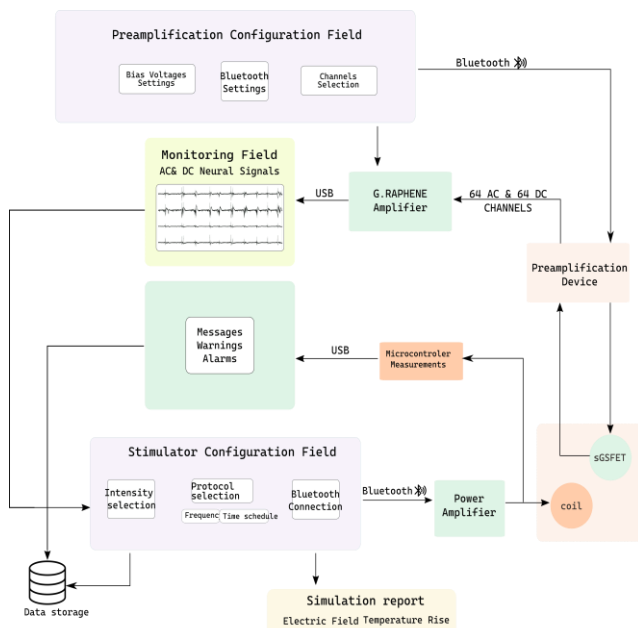 Preamplification Configuration Field
Bias Voltages
Settings
Bluetooth
Settings
Channels
Selection
Bluetooth
Monitoring Field
AC& DC Neural Signals
USB
G.RAPHENE
Amplifier
64 AC & 64 DC
CHANNELS
Preamplification
Device
Messages
Warnings
Alarms
USB
Microcontroler
Measurements
sGSFET
coil
Stimulator Configuration Field
Intensity
selection
Protocol
selection
Frequenc
Time schedule
Bluetooth
Connection
Bluetooth
Power
Amplifier
Data storage
Simulation report
Electric Field
Temperature Rise